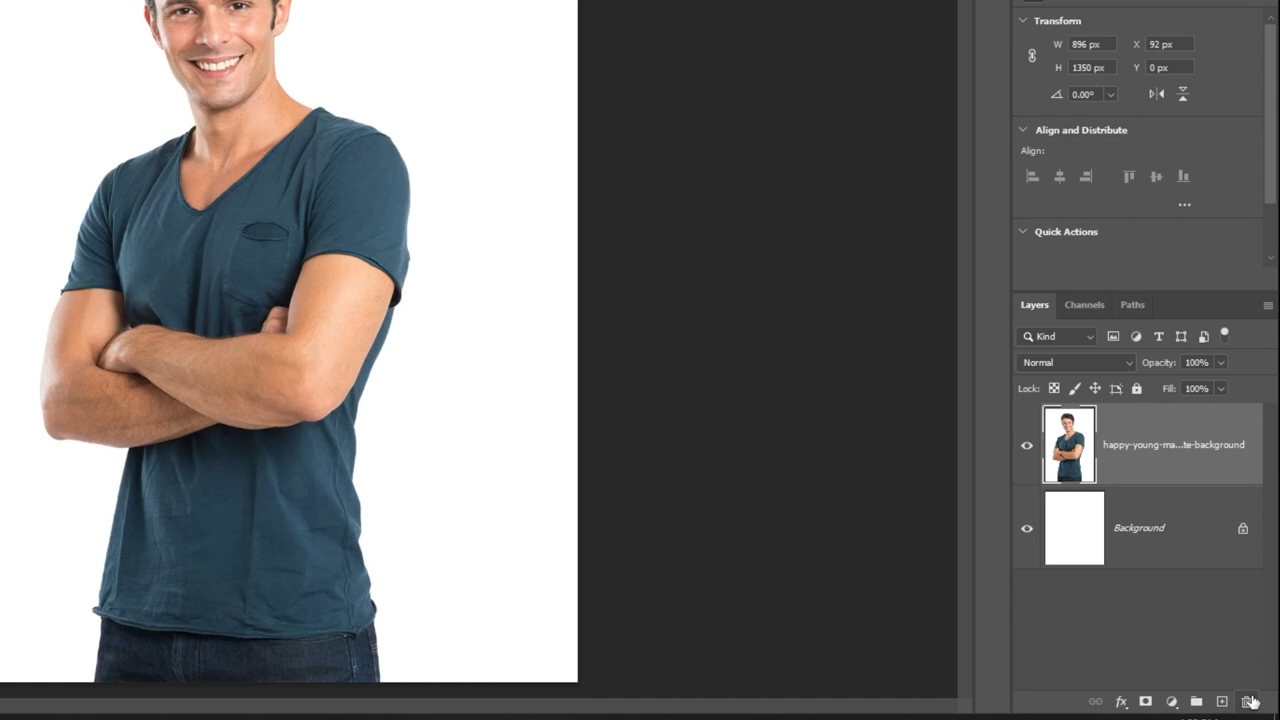 Transform
W 896 px X 92 px
H 1350 px Y 0 px
0.00°
Align and Distribute
Align:
Quick Actions
Layers Channels Paths
Kind
Normal Opacity: 100%
Lock: Fill: 100%
happy-young-ma...te-background
Background
fx